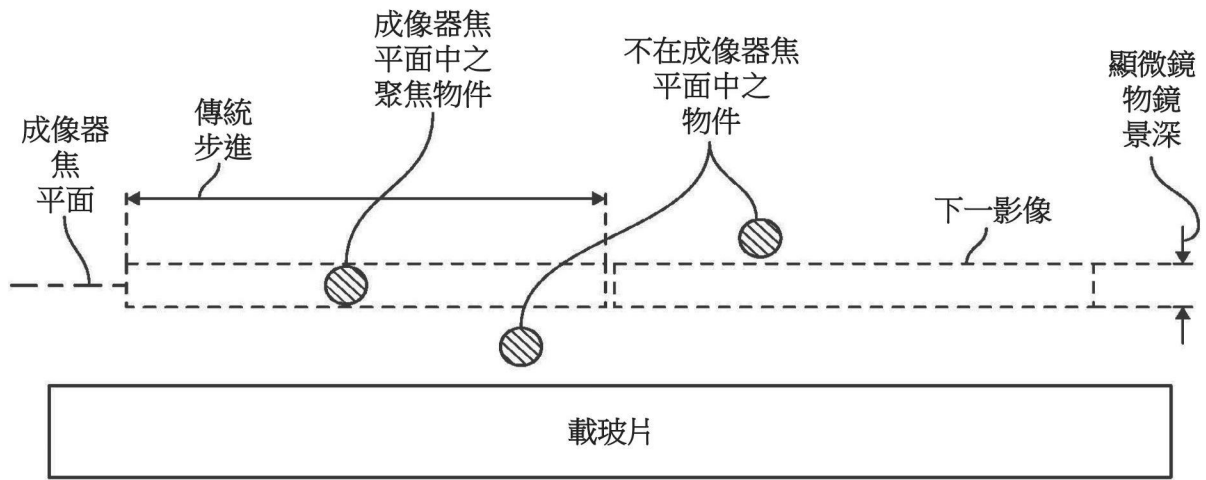 成像器
焦
平面
傳統
步進
成像器焦
平面中之
聚焦物件
不在成像器焦
平面中之
物件
下一影像
顯微鏡
物鏡
景深
載玻片